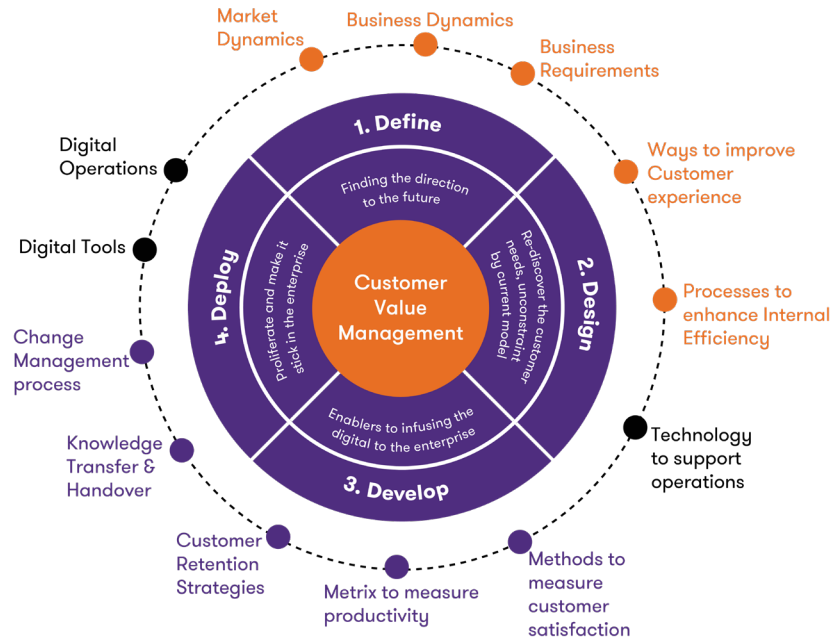 Market
Dynamics
Business Dynamics
Business
Requirements
Ways to improve
Customer
experience
Processes to
enhance Internal
Efficiency
Technology
to support
operations
Methods to
measure
customer
satisfaction
Metrix to measure
productivity
Customer
Retention
Strategies
Knowledge
Transfer &
Handover
Change
Management
process
Digital Tools
Digital
Operations
1. Define
Finding the direction
to the future
2. Design
Re-discover the customer
needs, unconstraint
by current model
3. Develop
Enablers to infusing the
digital to the enterprise
4. Deploy
Proliferate and make it
stick in the enterprise
Customer
Value
Management